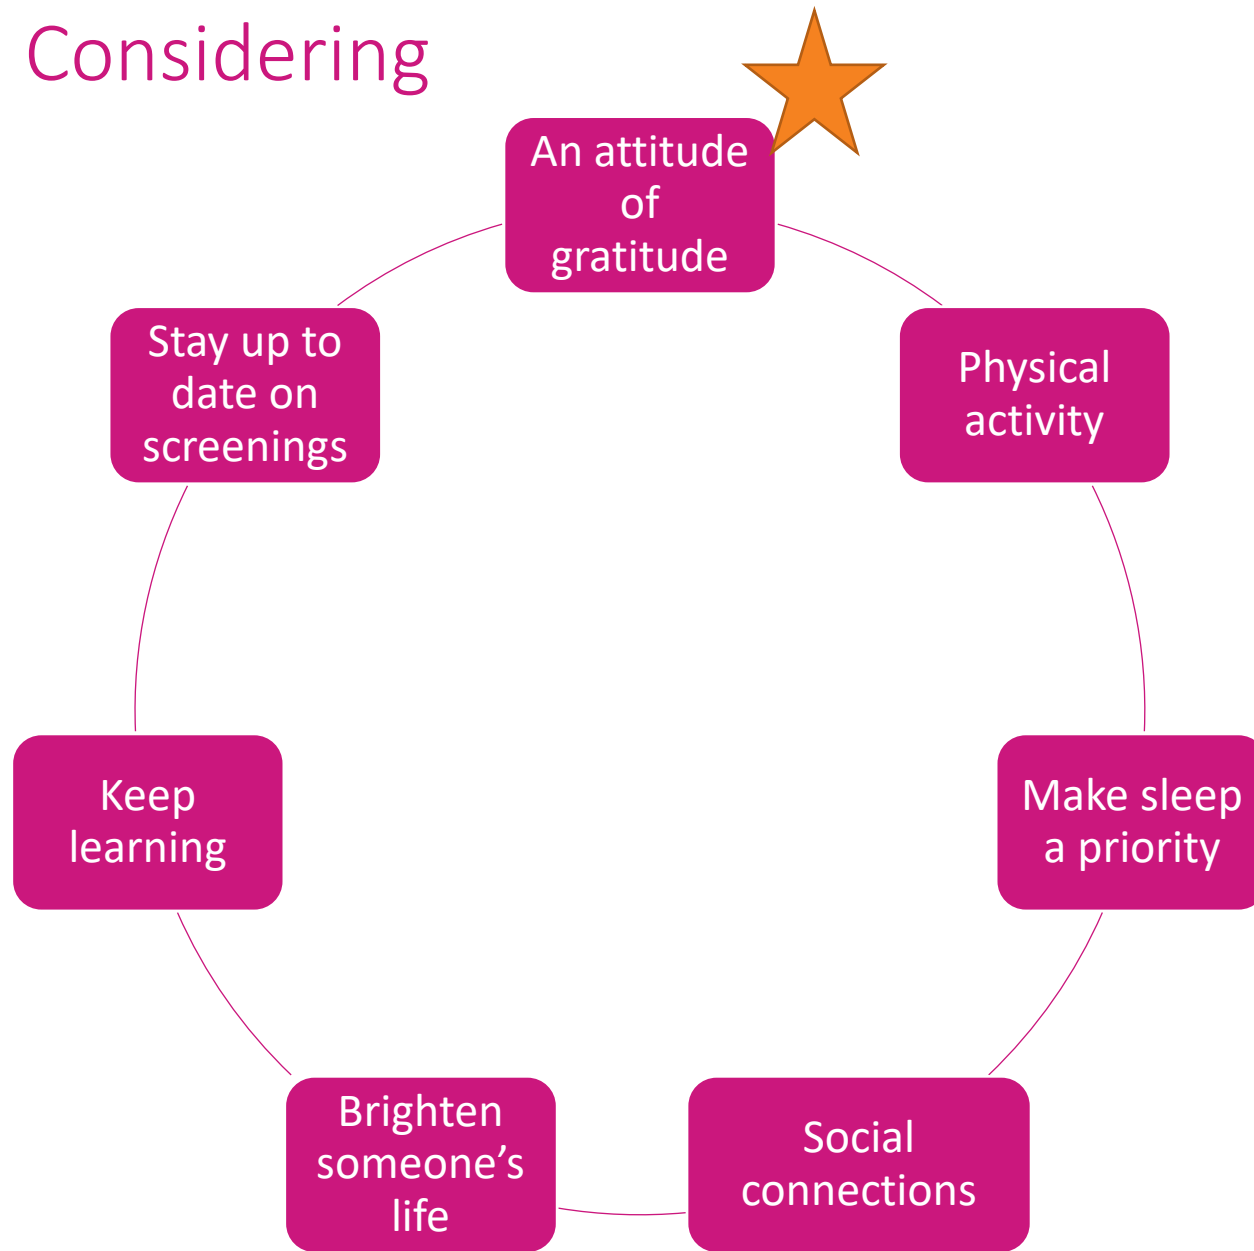 Considering
An attitude
of
gratitude
Physical
activity
Make sleep
a priority
Social
connections
Brighten
someone’s
life
Keep
learning
Stay up to
date on
screenings